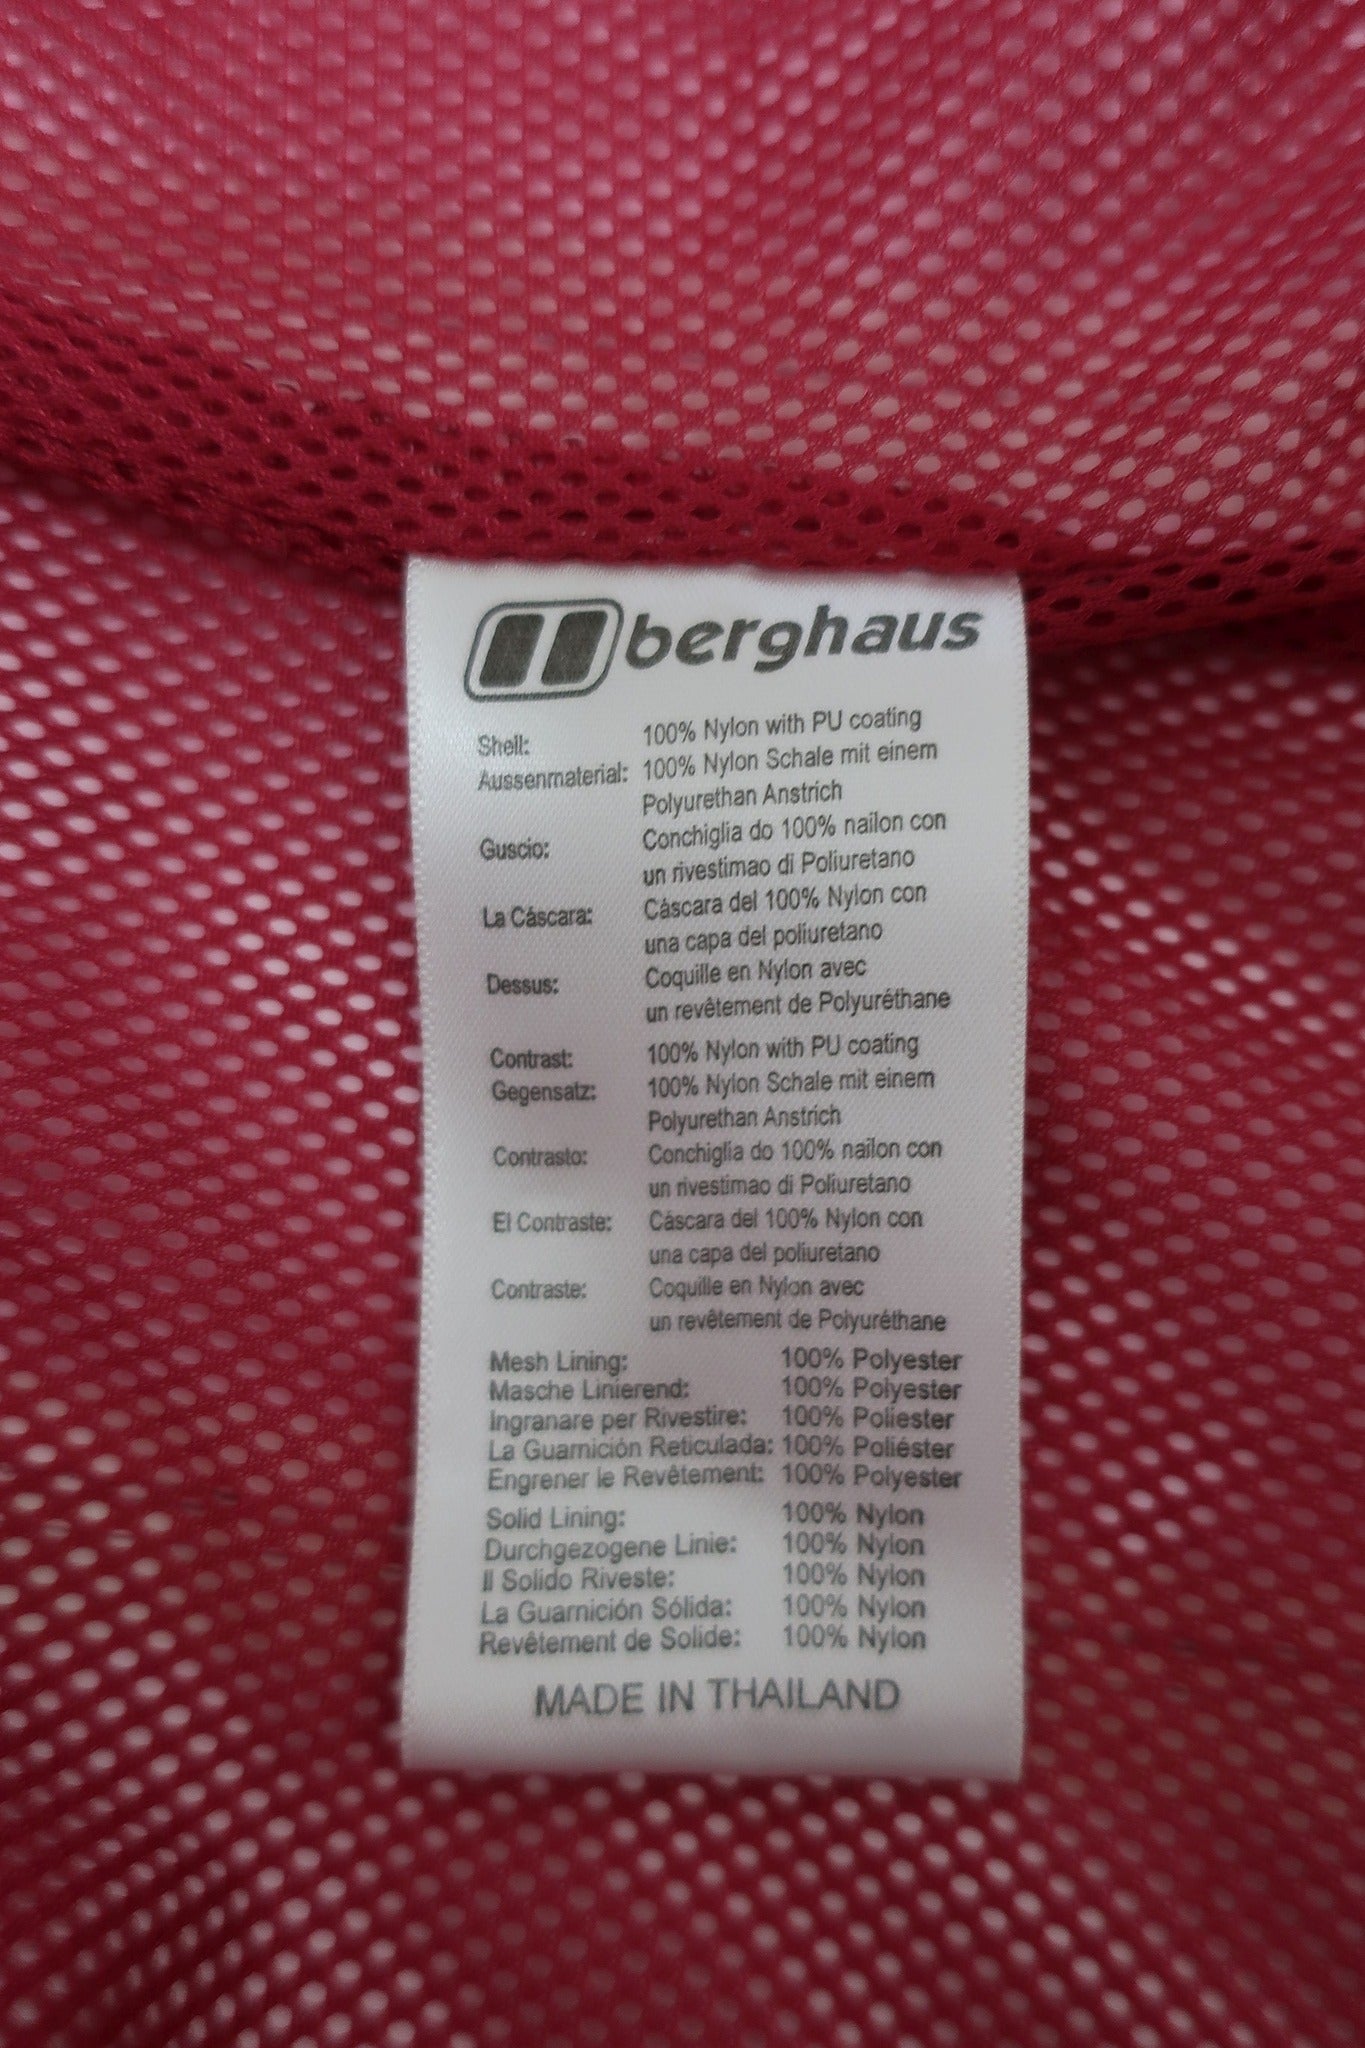 berghaus
Shell: 100% Nylon with PU coating
Aussenmaterial: 100% Nylon Schale mit einem
Polyurethan Anstrich
Guscio: Conchiglia do 100% naïlon con
un rivestimao di Poliuretano
La Cáscara: Cáscara del 100% Nylon con
una capa del poliuretano
Dessus: Coquille en Nylon avec
un revêtement de Polyuréthane
Contrast: 100% Nylon with PU coating
Gegensatz: 100% Nylon Schale mit einem
Polyurethan Anstrich
Contrasto: Conchiglia do 100% naïlon con
un rivestimao di Poliuretano
El Contraste: Cáscara del 100% Nylon con
una capa del poliuretano
Contraste: Coquille en Nylon avec
un revêtement de Polyuréthane
Mesh Lining: 100% Polyester
Masche Linierend: 100% Polyester
Ingranare per Rivestire: 100% Poliester
La Guarnición Reticulada: 100% Poliéster
Engrener le Revêtement: 100% Polyester
Solid Lining: 100% Nylon
Durchgezogene Linie: 100% Nylon
Il Solido Riveste: 100% Nylon
La Guarnición Sólida: 100% Nylon
Revêtement de Solide: 100% Nylon
MADE IN THAILAND